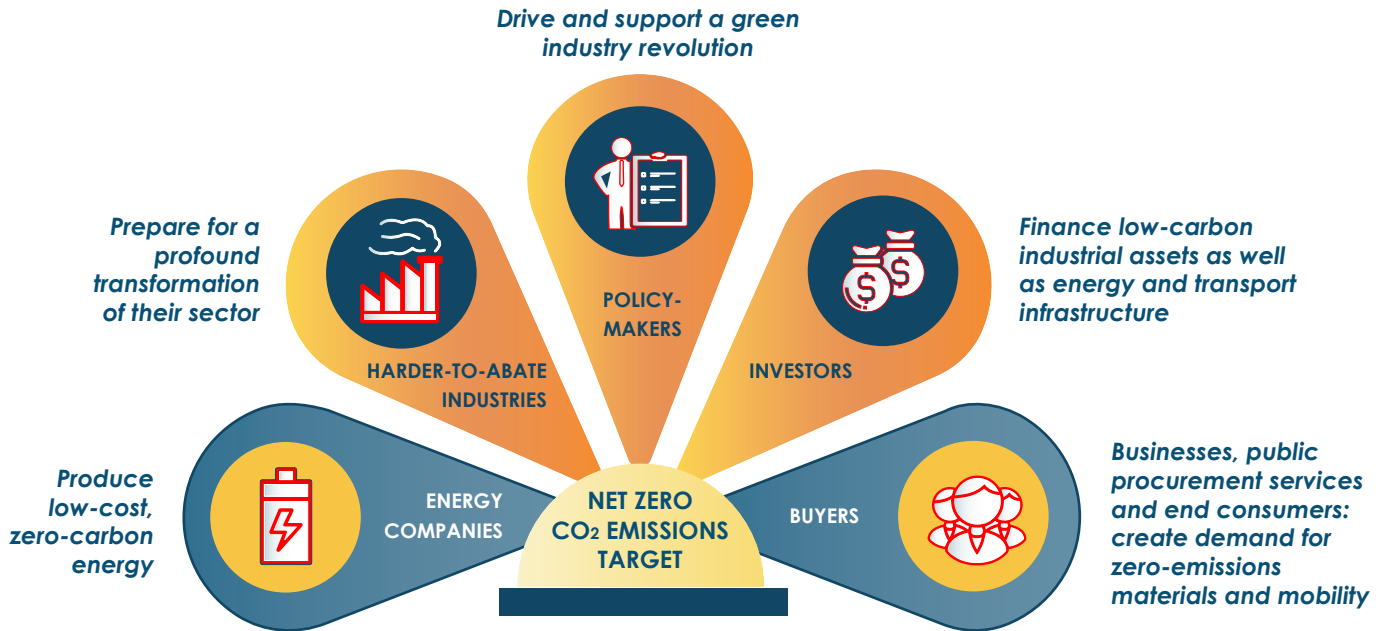 Drive and support a green
industry revolution
POLICY-
MAKERS
Prepare for a
profound
transformation
of their sector
HARDER-TO-ABATE
INDUSTRIES
Finance low-carbon
industrial assets as well
as energy and transport
infrastructure
$
$
INVESTORS
Produce
low-cost,
zero-carbon
energy
ENERGY
COMPANIES
NET ZERO
CO₂ EMISSIONS
TARGET
BUYERS
Businesses, public
procurement services
and end consumers:
create demand for
zero-emissions
materials and mobility